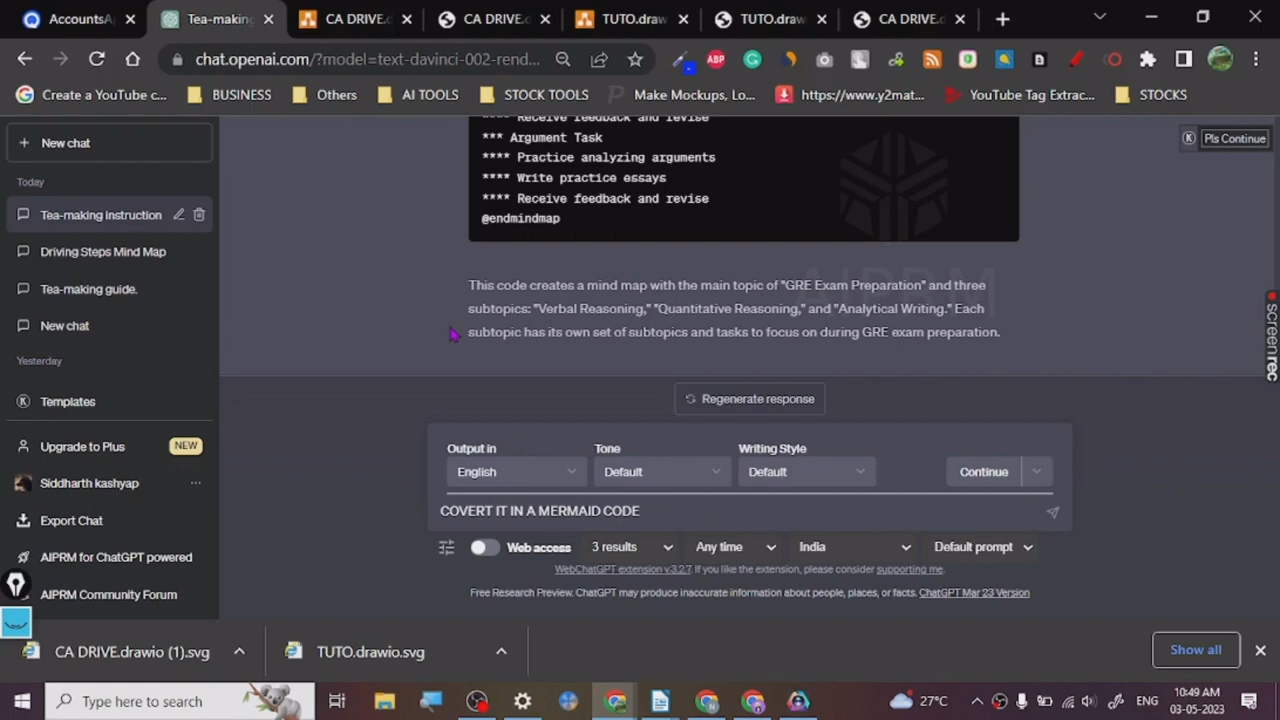 AccountsA
Tea-making
CA DRIVE.
CA DRIVE.
TUTO.draw
TUTO.draw
CA DRIVE.
chat.openai.com/?model=text-davinci-002-rend...
Create a YouTube c...
BUSINESS
Others
AI TOOLS
STOCK TOOLS
Make Mockups, Lo...
https://www.y2mat...
YouTube Tag Extrac...
STOCKS
New chat
Today
Tea-making instruction
Driving Steps Mind Map
Tea-making guide.
New chat
Yesterday
Templates
Upgrade to Plus
NEW
Siddharth kashyap
Export Chat
AIPRM for ChatGPT powered
AIPRM Community Forum
**** Receive feedback and revise
*** Argument Task
**** Practice analyzing arguments
**** Write practice essays
**** Receive feedback and revise
@endmindmap
Pls Continue
AIPRM
This code creates a mind map with the main topic of "GRE Exam Preparation" and three
subtopics: "Verbal Reasoning," "Quantitative Reasoning," and "Analytical Writing." Each
subtopic has its own set of subtopics and tasks to focus on during GRE exam preparation.
screenrec
Regenerate response
Output in
Tone
Writing Style
English
Default
Default
Continue
COVERT IT IN A MERMAID CODE
Web access
3 results
Any time
India
Default prompt
WebChatGPT extension v.3.2.7. If you like the extension, please consider supporting me.
Free Research Preview. ChatGPT may produce inaccurate information about people, places, or facts. ChatGPT Mar 23 Version
CA DRIVE.drawio (1).svg
TUTO.drawio.svg
Show all
Type here to search
27°C
ENG
10:49 AM
03-05-2023